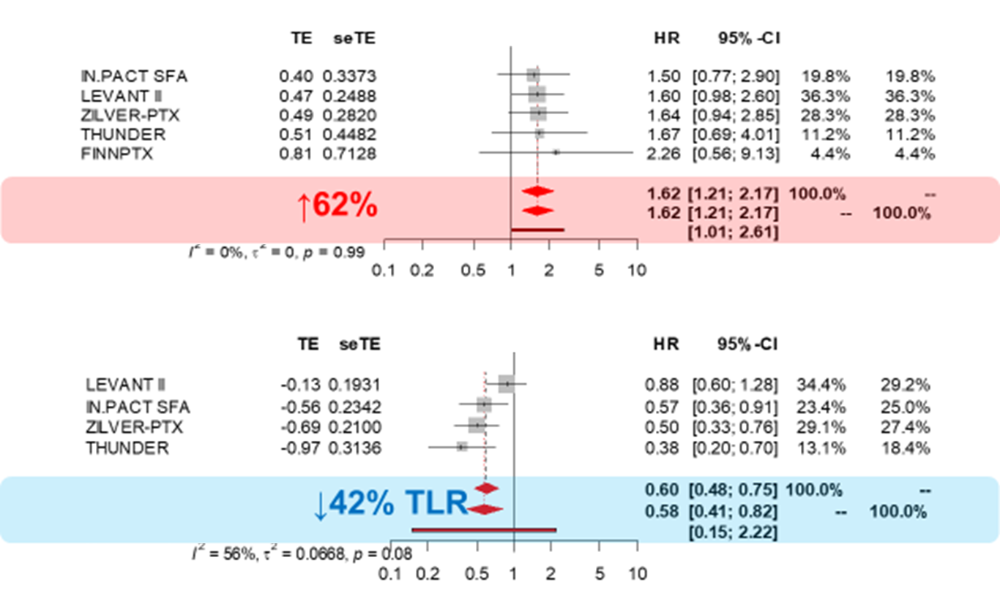 TE seTE HR 95% -CI
IN.PACT SFA 0.40 0.3373 1.50 [0.77; 2.90] 19.8% 19.8%
LEVANT II 0.47 0.2488 1.60 [0.98; 2.60] 36.3% 36.3%
ZILVER-PTX 0.49 0.2820 1.64 [0.94; 2.85] 28.3% 28.3%
THUNDER 0.51 0.4482 1.67 [0.69; 4.01] 11.2% 11.2%
FINNPTX 0.81 0.7128 2.26 [0.56; 9.13] 4.4% 4.4%
↑62%
1.62 [1.21; 2.17] 100.0% --
1.62 [1.21; 2.17] -- 100.0%
[1.01; 2.61]
I² = 0%, τ² = 0, p = 0.99
0.1 0.2 0.5 1 2 5 10
TE seTE HR 95% -CI
LEVANT II -0.13 0.1931 0.88 [0.60; 1.28] 34.4% 29.2%
IN.PACT SFA -0.56 0.2342 0.57 [0.36; 0.91] 23.4% 25.0%
ZILVER-PTX -0.69 0.2100 0.50 [0.33; 0.76] 29.1% 27.4%
THUNDER -0.97 0.3136 0.38 [0.20; 0.70] 13.1% 18.4%
↓42% TLR
0.60 [0.48; 0.75] 100.0% --
0.58 [0.41; 0.82] -- 100.0%
[0.15; 2.22]
I² = 56%, τ² = 0.0668, p = 0.08
0.1 0.2 0.5 1 2 5 10